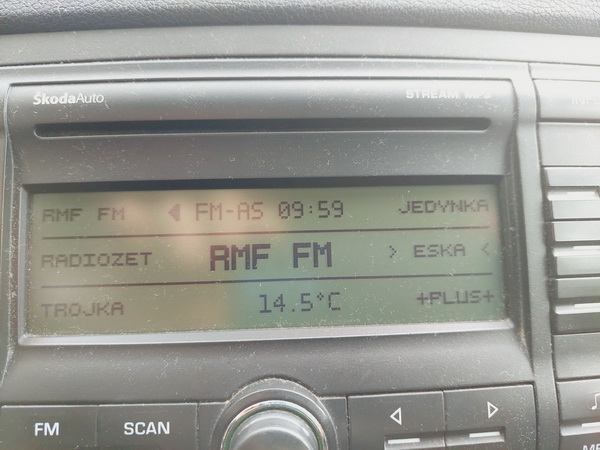 ŠkodaAuto STREAM MP3
RMF FM ◀ FM-AS 09:59 JEDYNKA
RADIOZET RMF FM > ESKA <
TROJKA 14.5°C +PLUS+
FM SCAN ◁ ▷